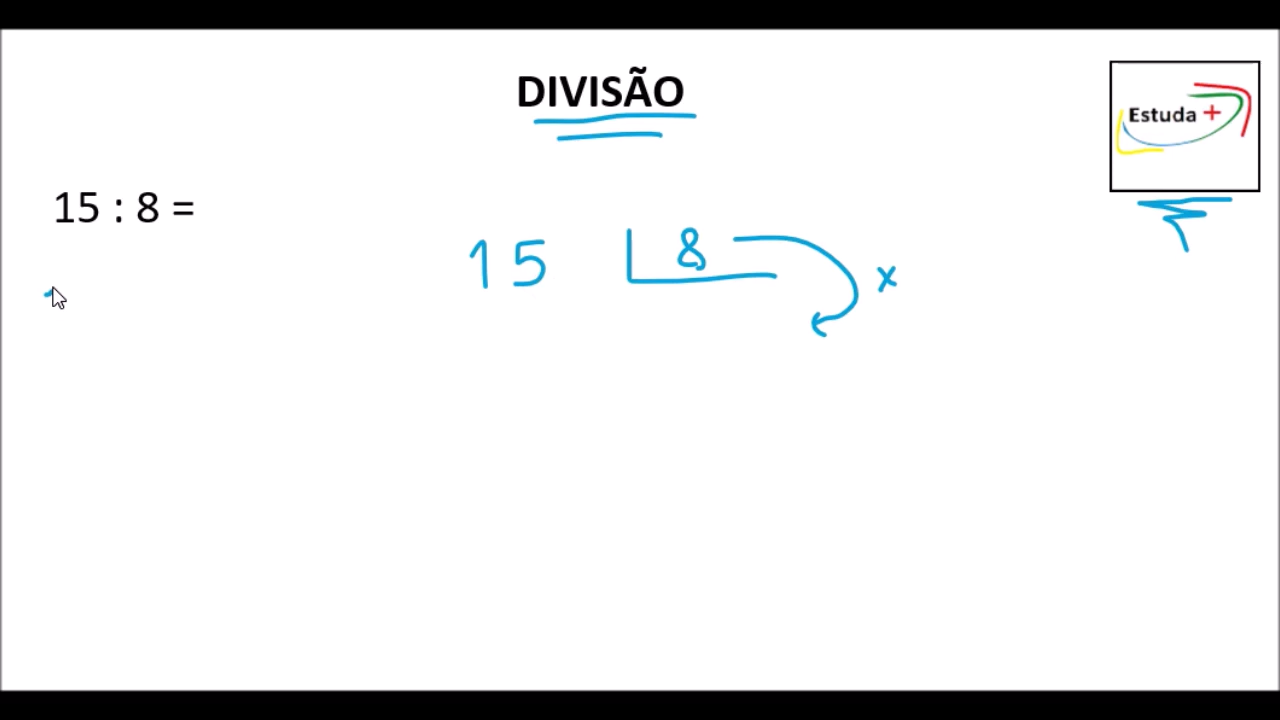 DIVISÃO
Estuda +
15 : 8 =
15 8
x